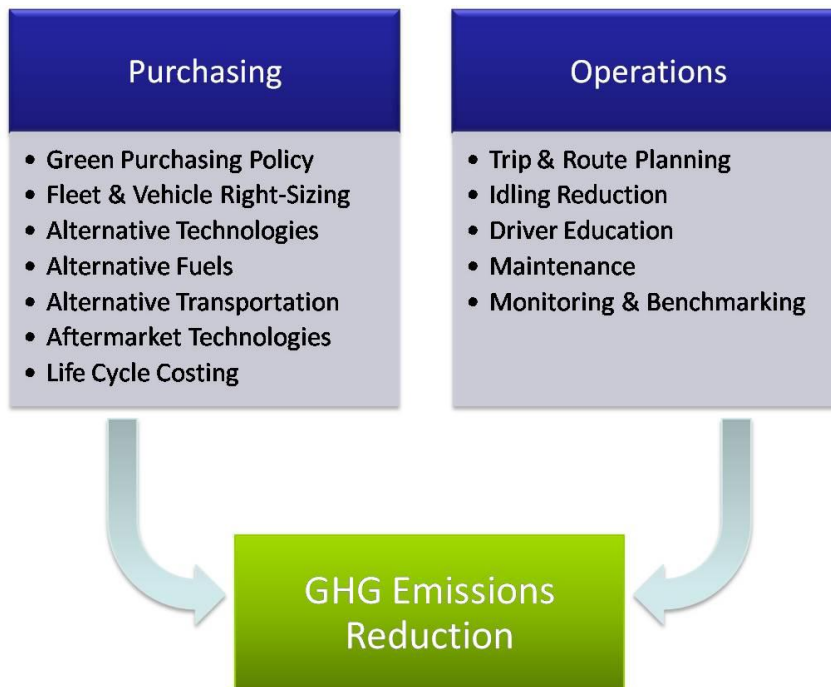 Purchasing
• Green Purchasing Policy
• Fleet & Vehicle Right-Sizing
• Alternative Technologies
• Alternative Fuels
• Alternative Transportation
• Aftermarket Technologies
• Life Cycle Costing
Operations
• Trip & Route Planning
• Idling Reduction
• Driver Education
• Maintenance
• Monitoring & Benchmarking
GHG Emissions
Reduction